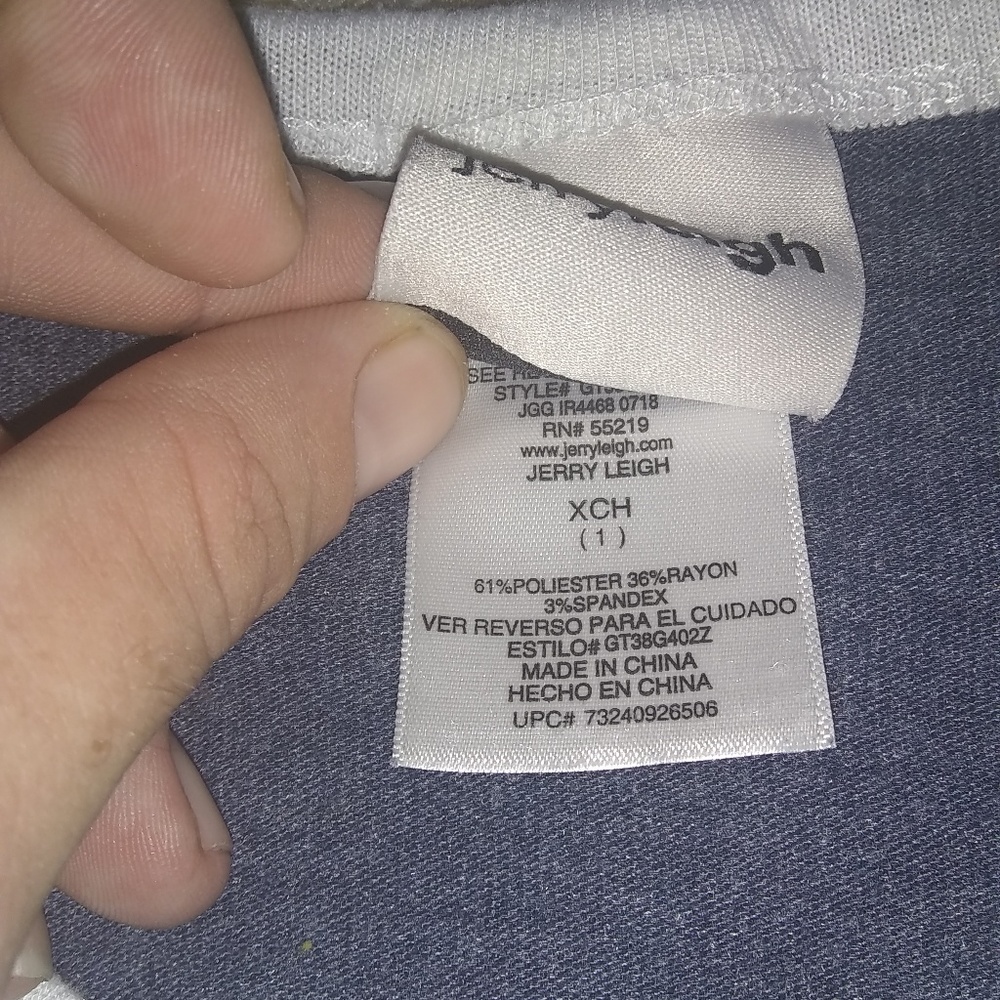 jerryleigh
SEE
STYLE#
JGG IR4468 0718
RN# 55219
www.jerryleigh.com
JERRY LEIGH
XCH
(1)
61%POLIESTER 36%RAYON
3%SPANDEX
VER REVERSO PARA EL CUIDADO
ESTILO# GT38G402Z
MADE IN CHINA
HECHO EN CHINA
UPC# 73240926506